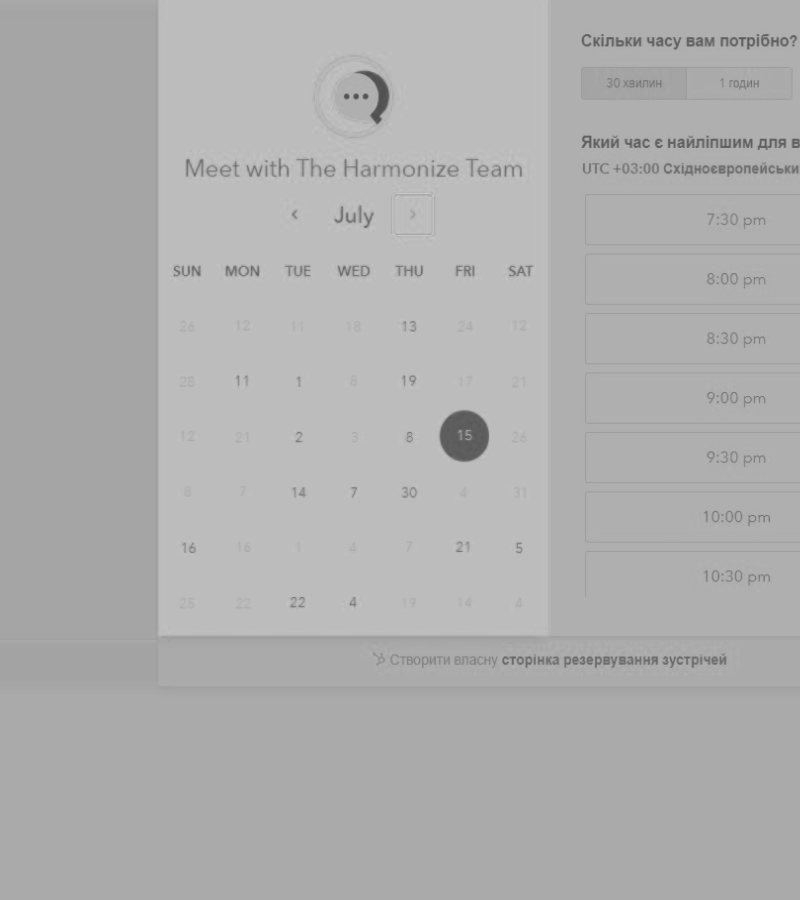 Meet with The Harmonize Team
July
SUN MON TUE WED THU FRI SAT
26 12 11 18 13 24 12
28 11 1 8 19 17 21
12 21 2 3 8 15 26
8 7 14 7 30 4 31
16 16 1 4 7 21 5
25 22 22 4 19 14 4
Скільки часу вам потрібно?
30 хвилин 1 годин
Який час є найліпшим для в
UTC +03:00 Східноєвропейськи
7:30 pm
8:00 pm
8:30 pm
9:00 pm
9:30 pm
10:00 pm
10:30 pm
Створити власну сторінка резервування зустрічей